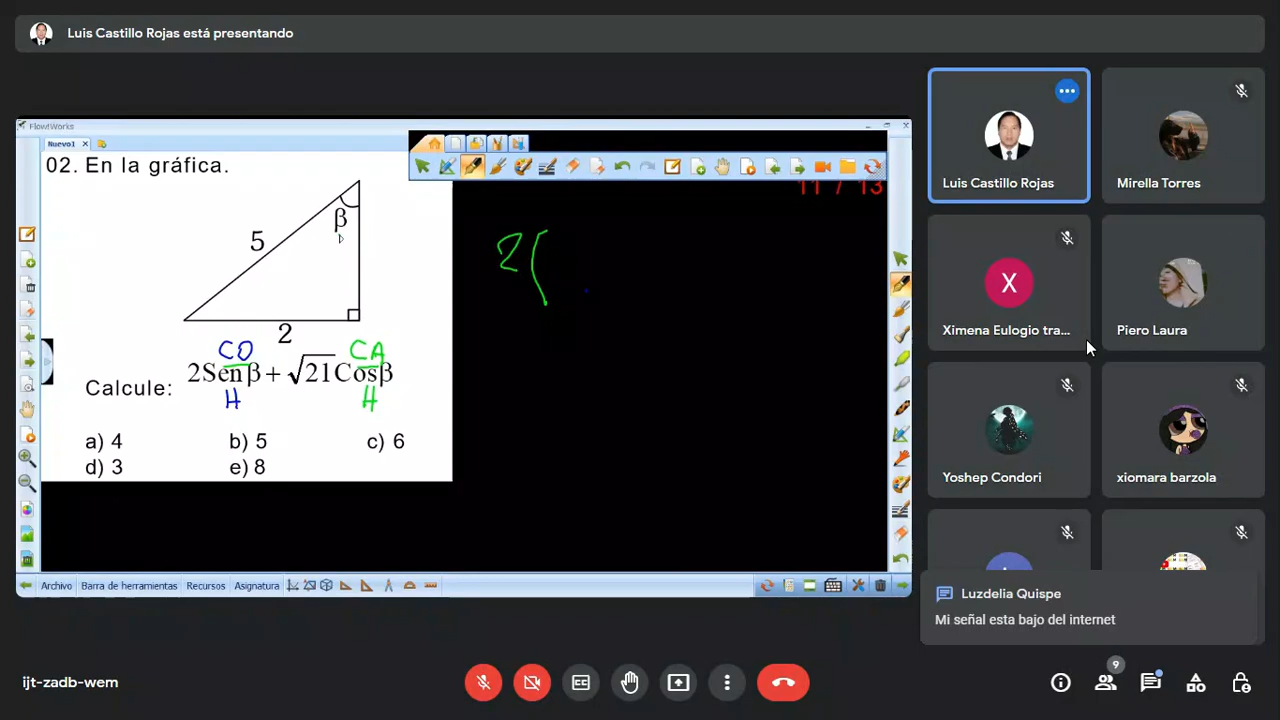 Luis Castillo Rojas está presentando
FlowWorks
Nuevo1
02. En la gráfica.
β
5
2
11 / 13
2(
CO
CA
Calcule: 2Senβ + √21Cosβ
H
H
a) 4 b) 5 c) 6
d) 3 e) 8
Archivo Barra de herramientas Recursos Asignatura
Luis Castillo Rojas
Mirella Torres
X
Ximena Eulogio tra...
Piero Laura
Yoshep Condori
xiomara barzola
Luzdelia Quispe
Mi señal esta bajo del internet
ijt-zadb-wem
CC
9